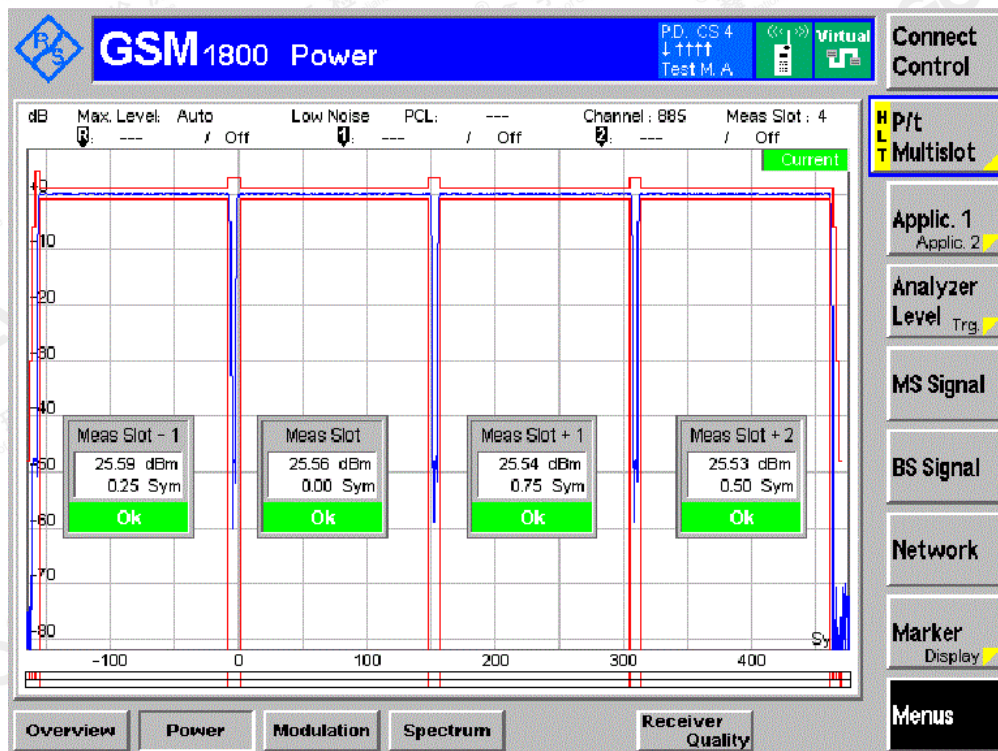 R/S
GSM 1800 Power
P.D. CS 4
↓ ↑↑↑↑
Test M. A
Virtual
Connect
Control
dB Max. Level: Auto Low Noise PCL: --- Channel : 885 Meas Slot : 4
R : --- / Off 1 : --- / Off 2 : --- / Off
HLT P/t
Multislot
Current
+0
-10
-20
-30
-40
-50
-60
-70
-80
Meas Slot - 1
25.59 dBm
0.25 Sym
Ok
Meas Slot
25.56 dBm
0.00 Sym
Ok
Meas Slot + 1
25.54 dBm
0.75 Sym
Ok
Meas Slot + 2
25.53 dBm
0.50 Sym
Ok
Sy
-100 0 100 200 300 400
Applic. 1
Applic. 2
Analyzer
Level Trg.
MS Signal
BS Signal
Network
Marker
Display
Menus
Overview Power Modulation Spectrum Receiver
Quality